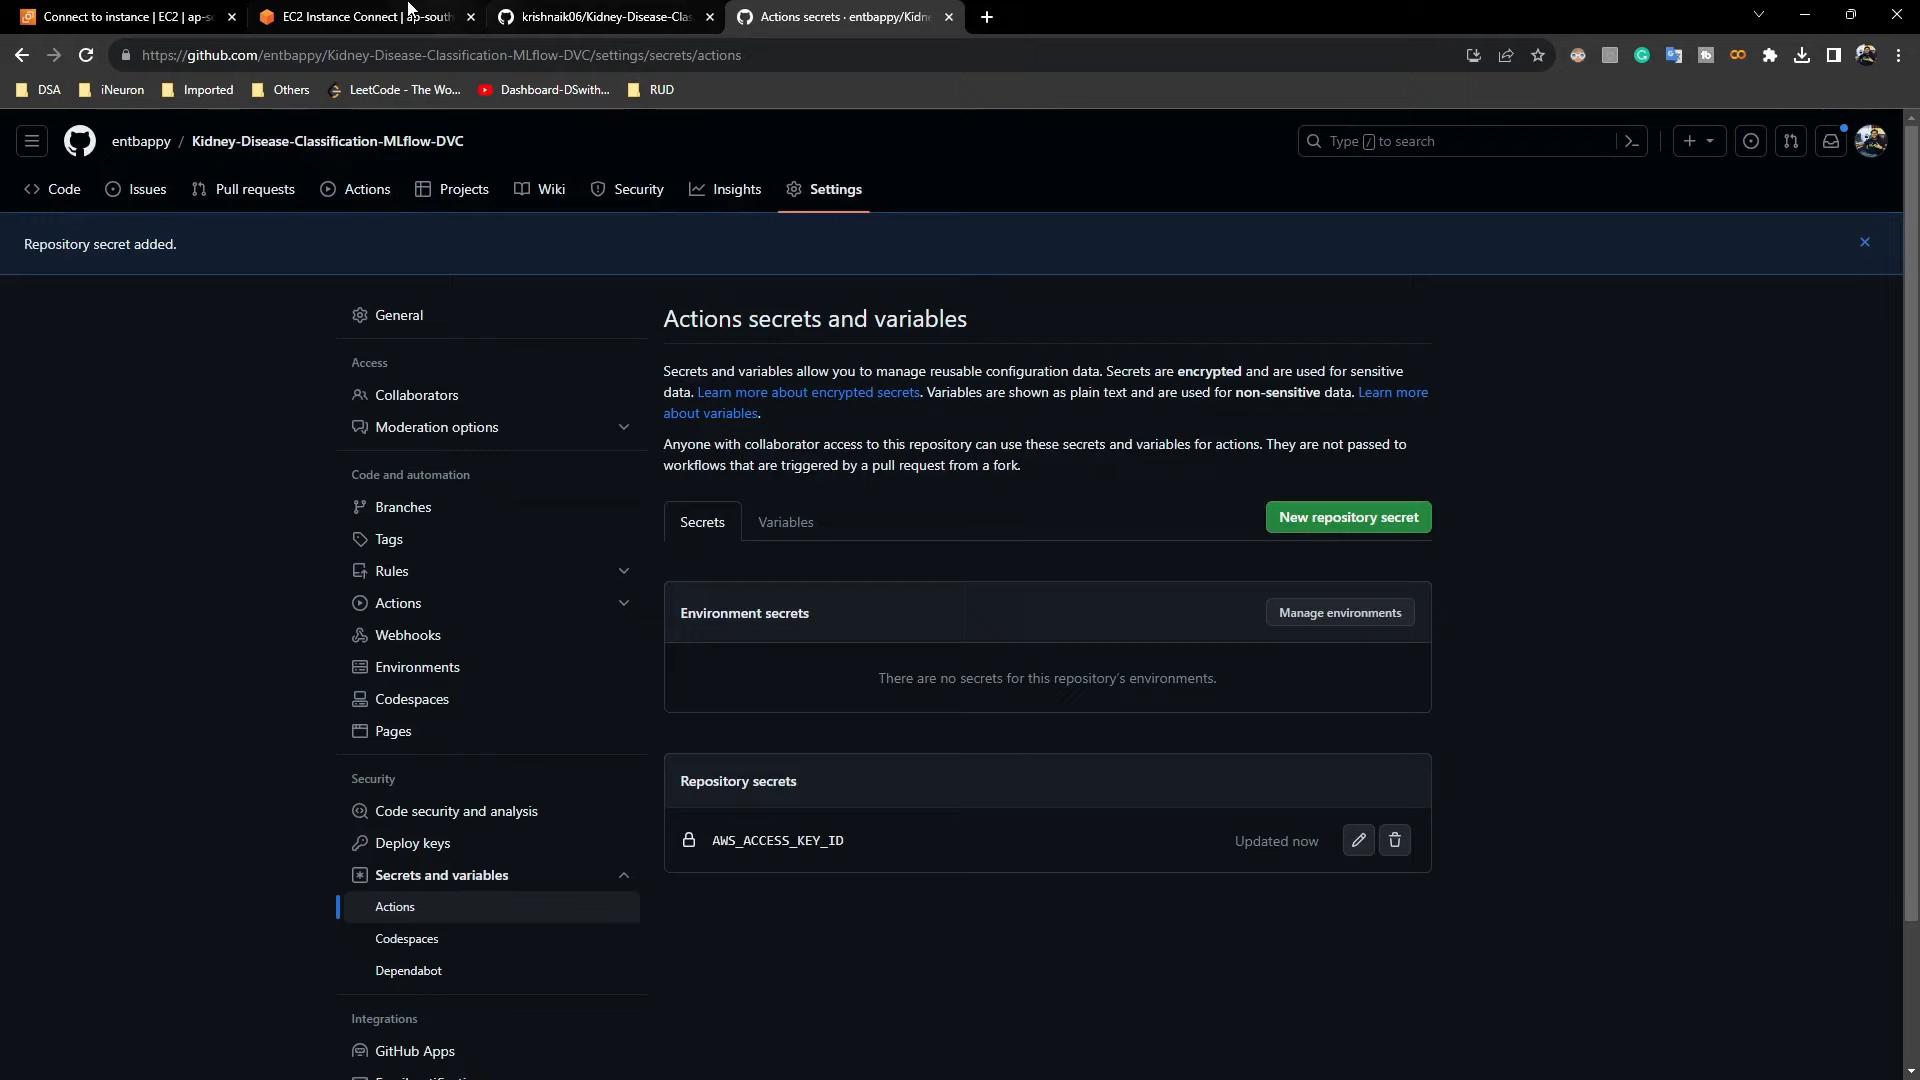 Connect to instance | EC2 | ap-s
EC2 Instance Connect | ap-south
krishnaik06/Kidney-Disease-Clas
Actions secrets · entbappy/Kidn
https://github.com/entbappy/Kidney-Disease-Classification-MLflow-DVC/settings/secrets/actions
DSA
iNeuron
Imported
Others
LeetCode - The Wo...
Dashboard-DSwith...
RUD
entbappy / Kidney-Disease-Classification-MLflow-DVC
Type / to search
Code
Issues
Pull requests
Actions
Projects
Wiki
Security
Insights
Settings
Repository secret added.
General
Access
Collaborators
Moderation options
Code and automation
Branches
Tags
Rules
Actions
Webhooks
Environments
Codespaces
Pages
Security
Code security and analysis
Deploy keys
Secrets and variables
Actions
Codespaces
Dependabot
Integrations
GitHub Apps
Actions secrets and variables
Secrets and variables allow you to manage reusable configuration data. Secrets are encrypted and are used for sensitive
data. Learn more about encrypted secrets. Variables are shown as plain text and are used for non-sensitive data. Learn more
about variables.
Anyone with collaborator access to this repository can use these secrets and variables for actions. They are not passed to
workflows that are triggered by a pull request from a fork.
Secrets
Variables
New repository secret
Environment secrets
Manage environments
There are no secrets for this repository's environments.
Repository secrets
AWS_ACCESS_KEY_ID
Updated now